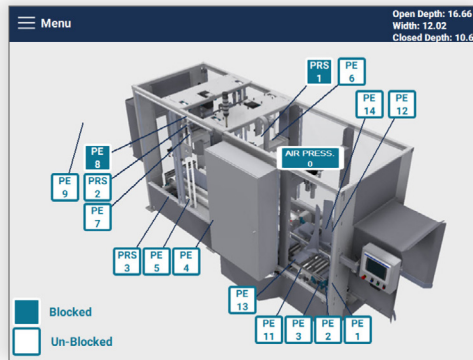 Menu
Open Depth: 16.66
Width: 12.02
Closed Depth: 10.6
PRS
1
PE
6
PE
14
PE
12
PE
8
AIR PRESS.
0
PE
9
PRS
2
PE
7
PRS
3
PE
5
PE
4
PE
13
PE
11
PE
3
PE
2
PE
1
Blocked
Un-Blocked